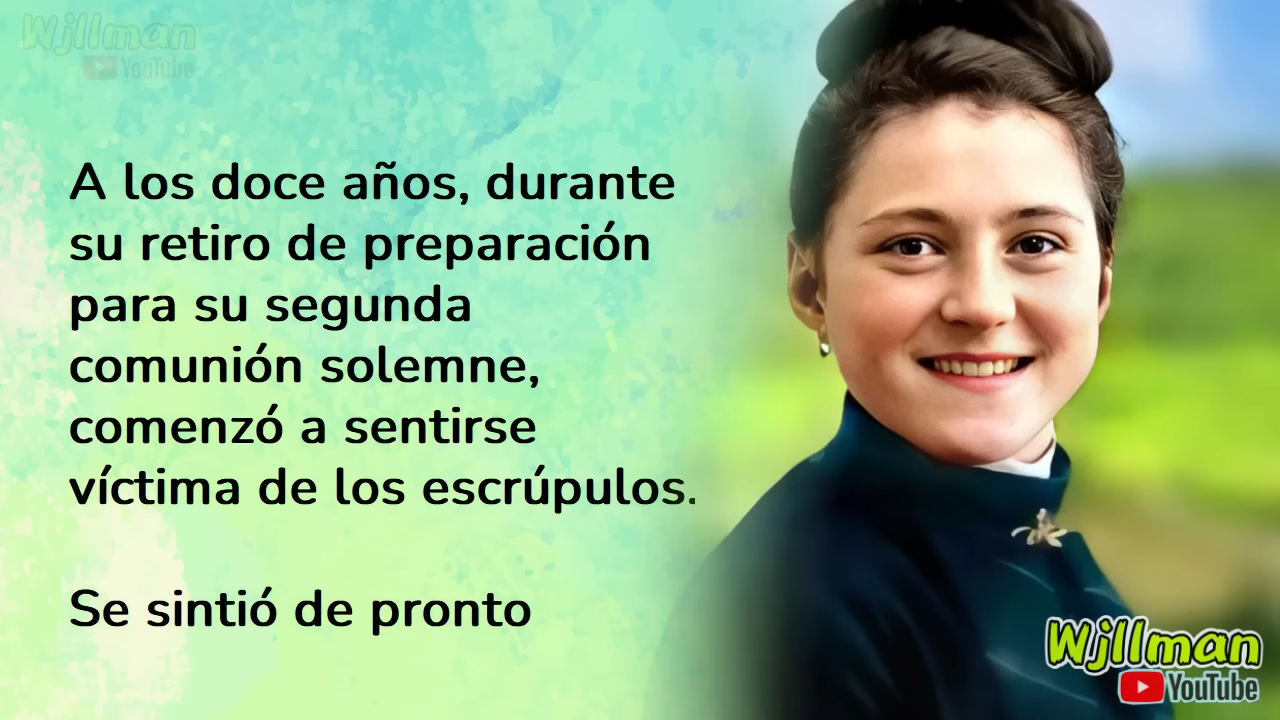 Wjllman
YouTube
A los doce años, durante
su retiro de preparación
para su segunda
comunión solemne,
comenzó a sentirse
víctima de los escrúpulos.
Se sintió de pronto
Wjllman
YouTube